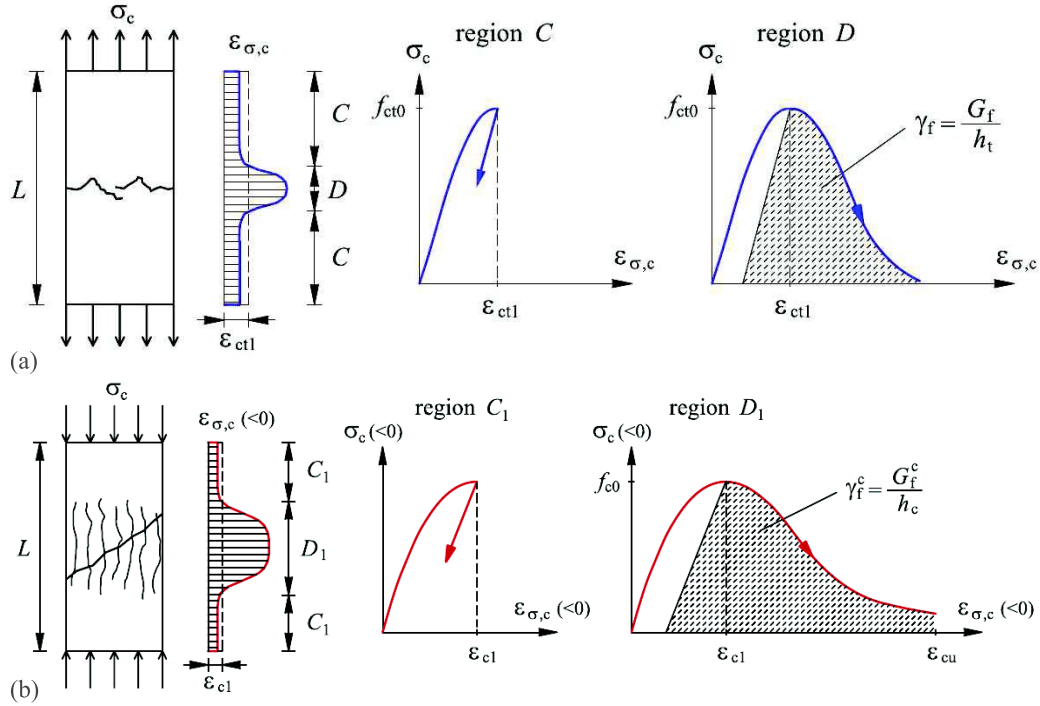 σc
εσ,c
L
C
D
C
εct1
region C
σc
fct0
εσ,c
εct1
region D
σc
fct0
γf = Gf / ht
εσ,c
εct1
(a)
σc
εσ,c (<0)
L
C1
D1
C1
εc1
region C1
σc (<0)
εσ,c (<0)
εc1
region D1
σc (<0)
fc0
γf^c = Gf^c / hc
εσ,c (<0)
εc1
εcu
(b)